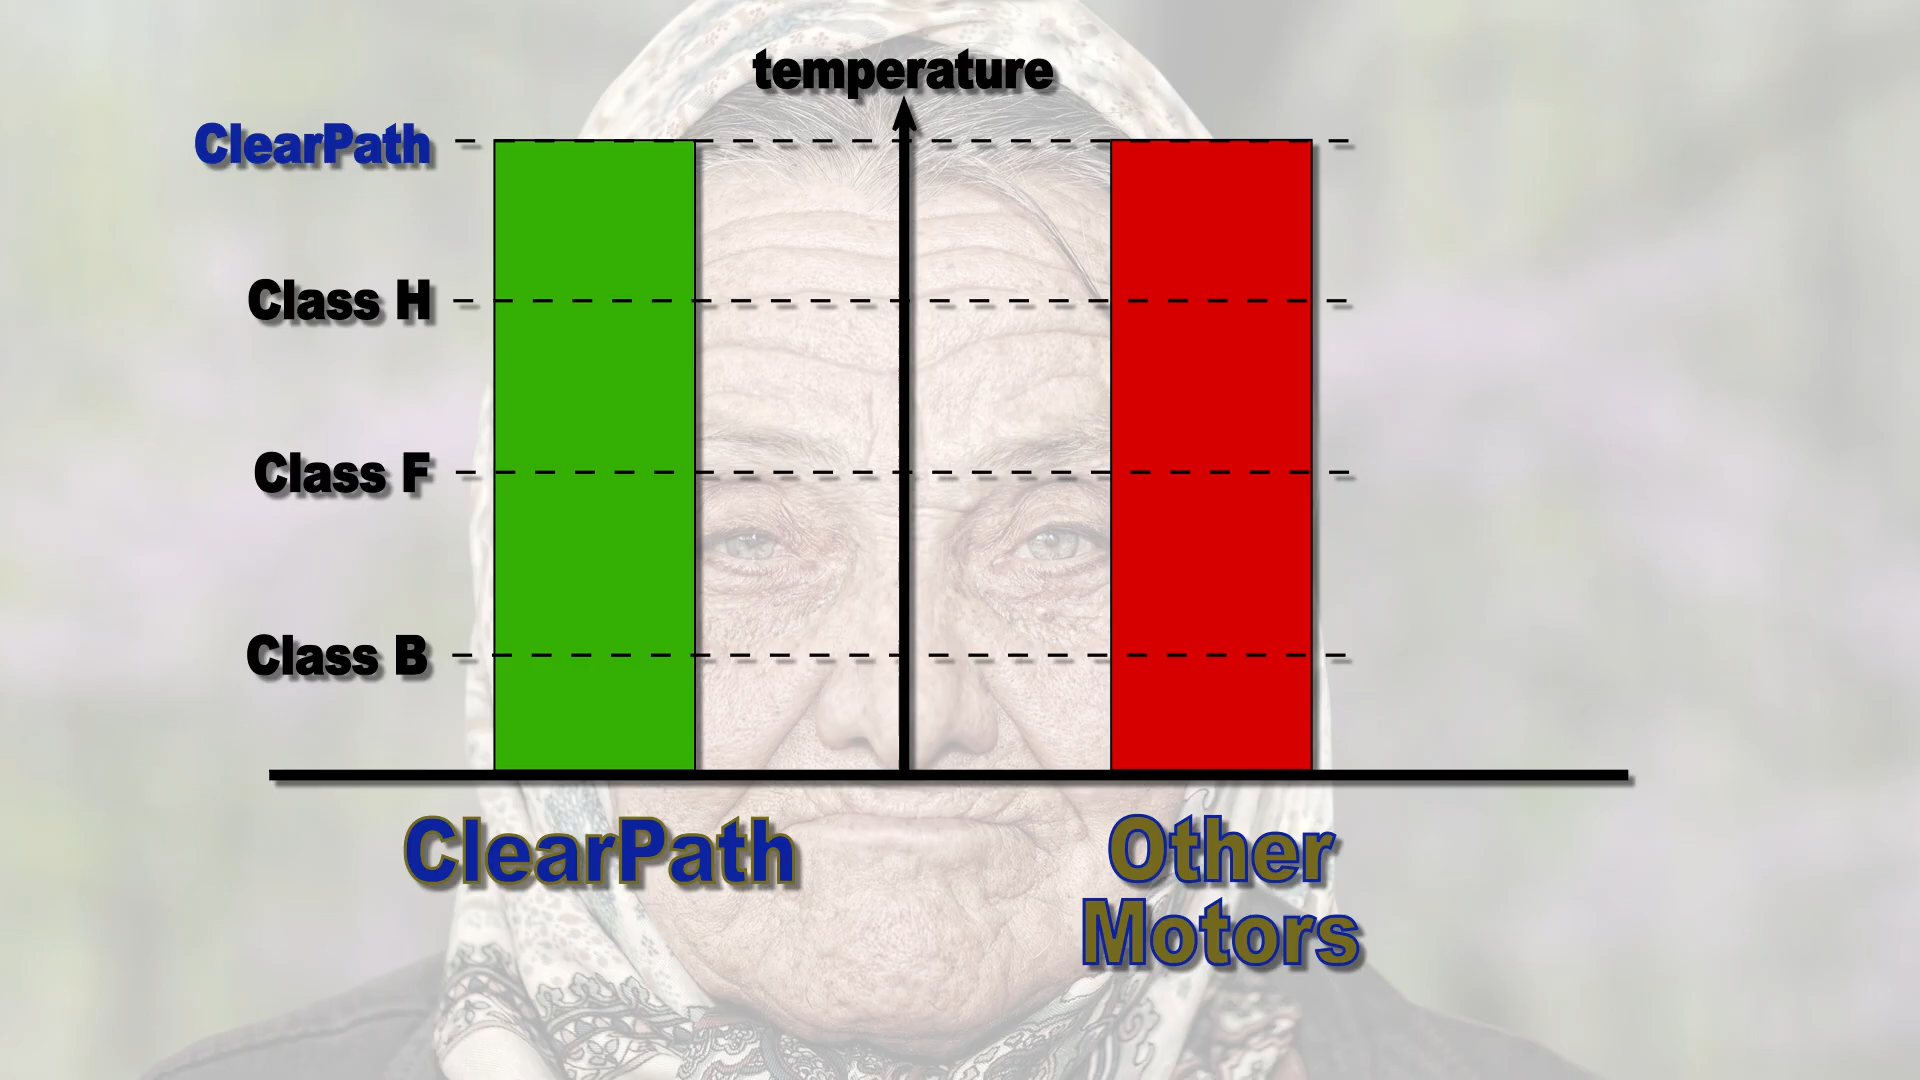 temperature
ClearPath
Class H
Class F
Class B
ClearPath
Other
Motors